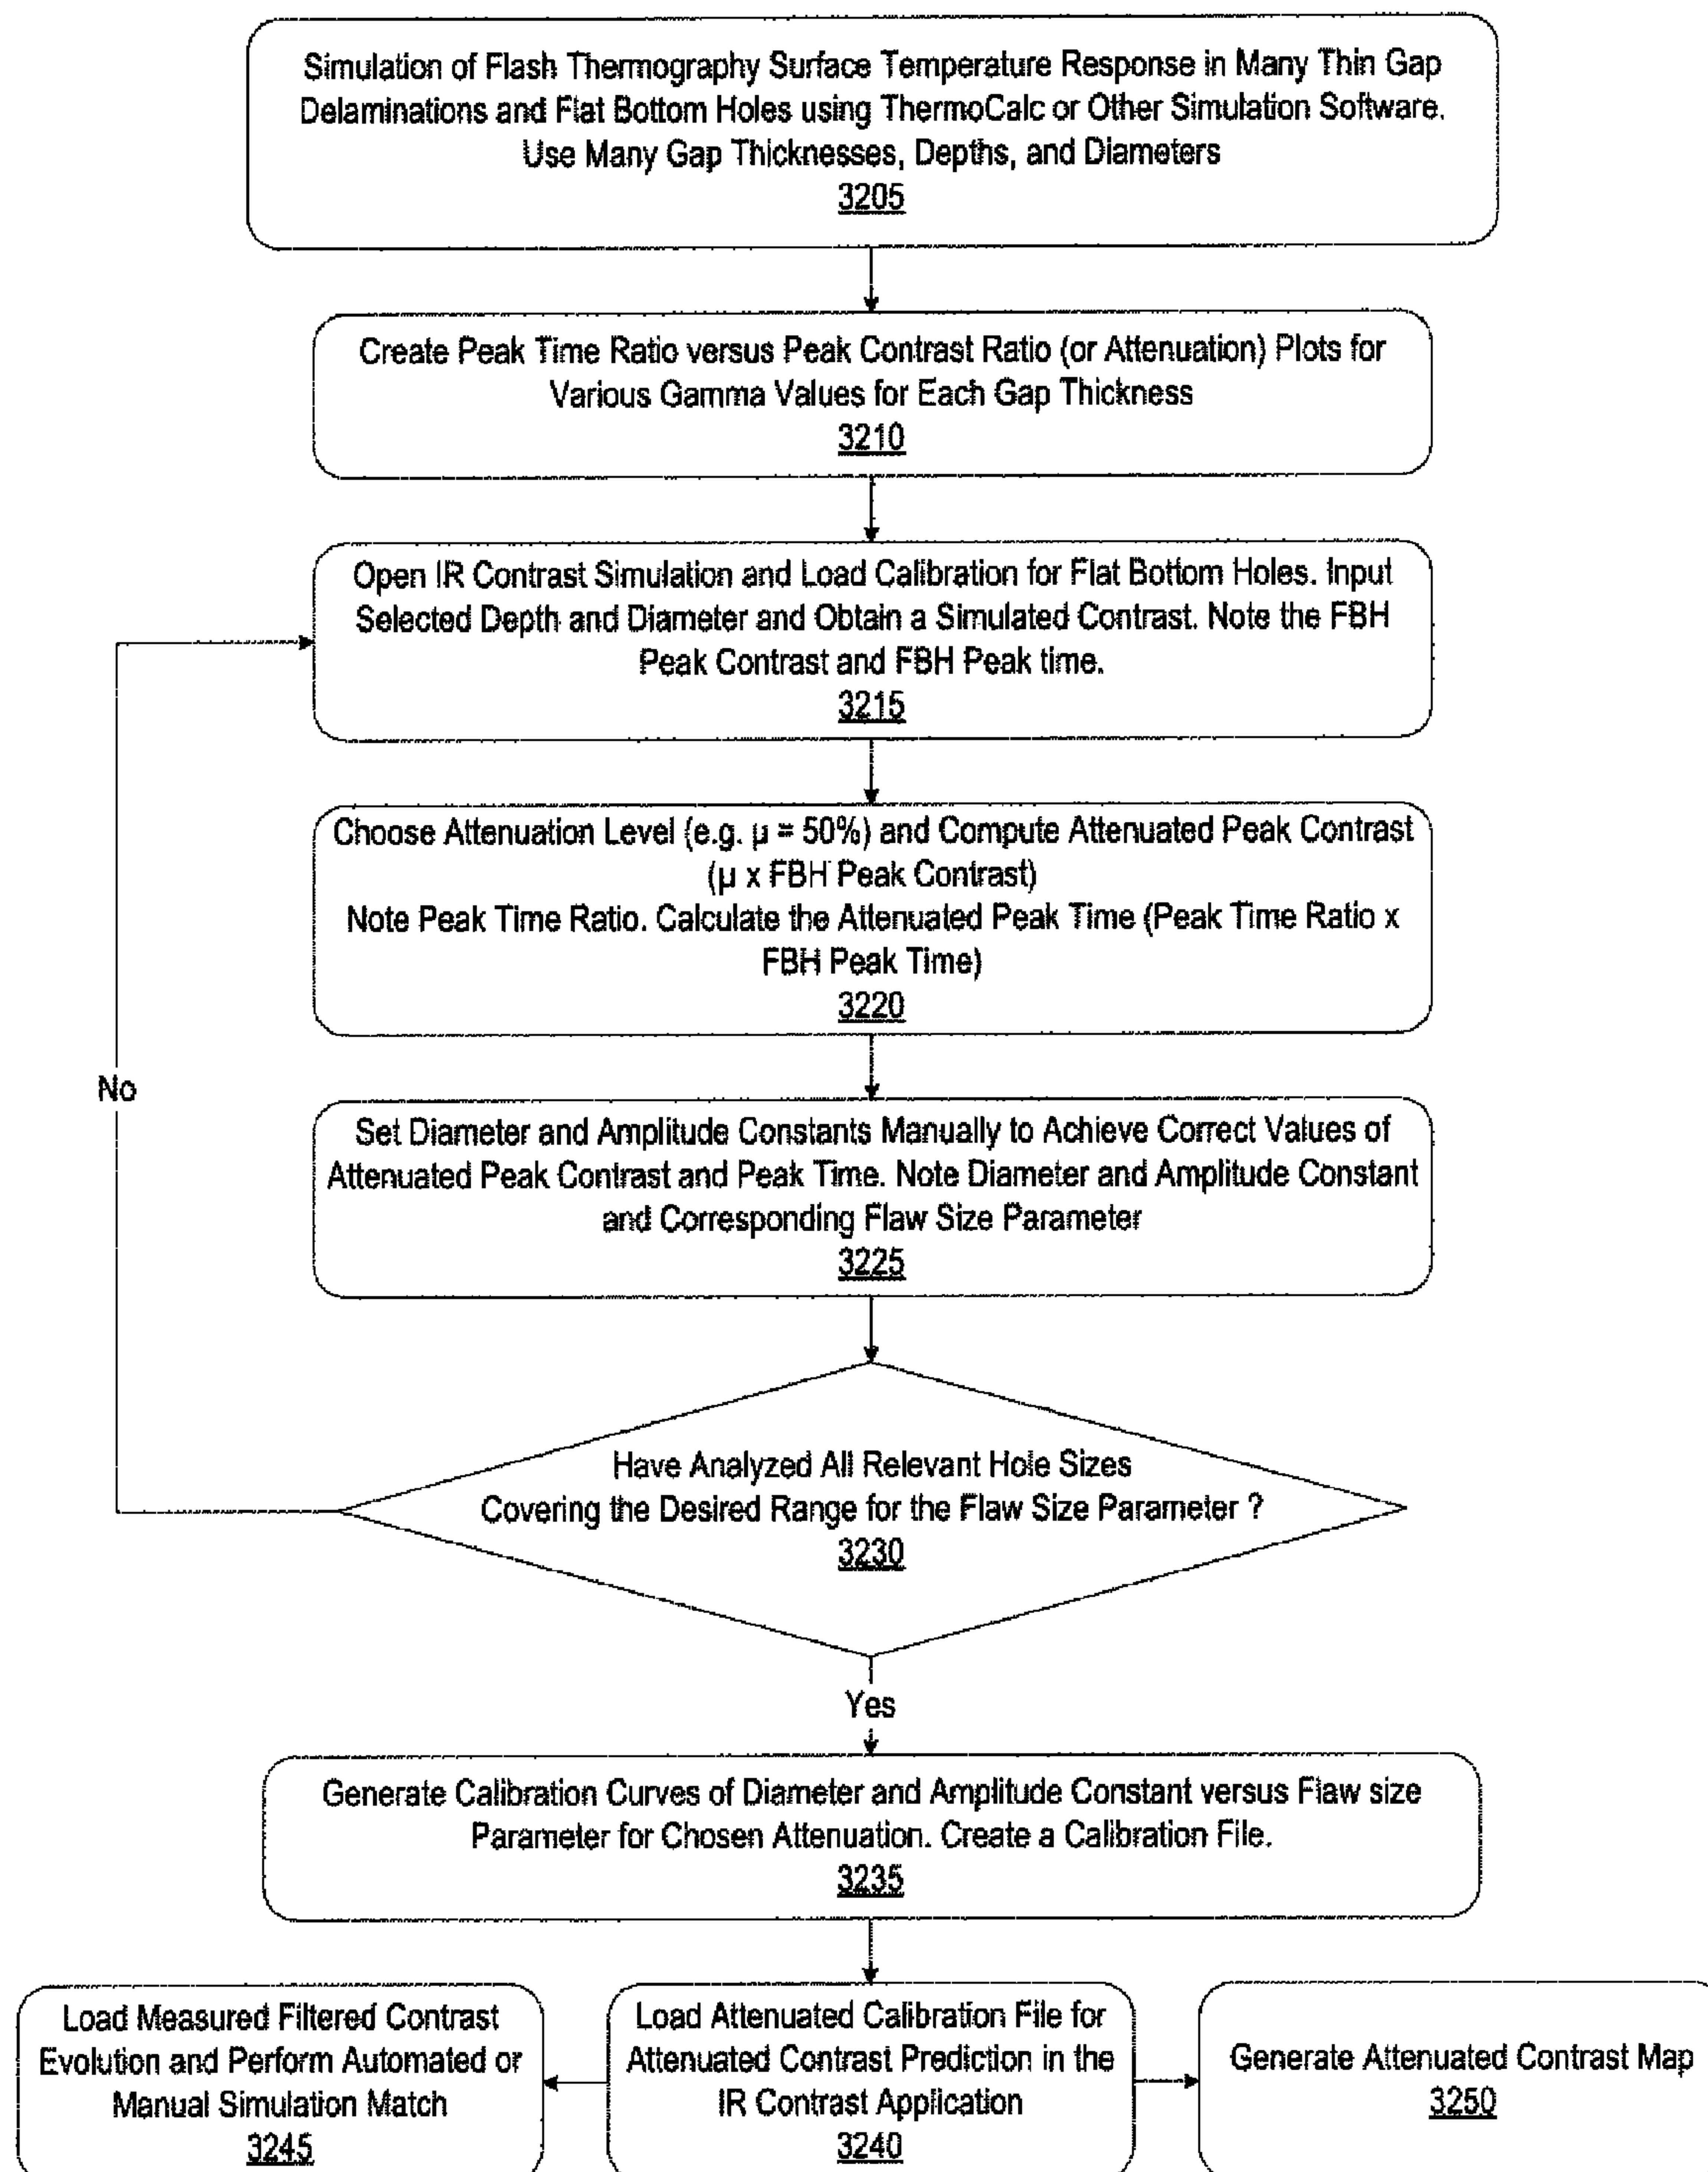 Simulation of Flash Thermography Surface Temperature Response in Many Thin Gap
Delaminations and Flat Bottom Holes using ThermoCalc or Other Simulation Software.
Use Many Gap Thicknesses, Depths, and Diameters
3205
Create Peak Time Ratio versus Peak Contrast Ratio (or Attenuation) Plots for
Various Gamma Values for Each Gap Thickness
3210
Open IR Contrast Simulation and Load Calibration for Flat Bottom Holes. Input
Selected Depth and Diameter and Obtain a Simulated Contrast. Note the FBH
Peak Contrast and FBH Peak time.
3215
Choose Attenuation Level (e.g. μ = 50%) and Compute Attenuated Peak Contrast
(μ x FBH Peak Contrast)
Note Peak Time Ratio. Calculate the Attenuated Peak Time (Peak Time Ratio x
FBH Peak Time)
3220
No
Set Diameter and Amplitude Constants Manually to Achieve Correct Values of
Attenuated Peak Contrast and Peak Time. Note Diameter and Amplitude Constant
and Corresponding Flaw Size Parameter
3225
Have Analyzed All Relevant Hole Sizes
Covering the Desired Range for the Flaw Size Parameter ?
3230
Yes
Generate Calibration Curves of Diameter and Amplitude Constant versus Flaw size
Parameter for Chosen Attenuation. Create a Calibration File.
3235
Load Measured Filtered Contrast
Evolution and Perform Automated or
Manual Simulation Match
3245
Load Attenuated Calibration File for
Attenuated Contrast Prediction in the
IR Contrast Application
3240
Generate Attenuated Contrast Map
3250